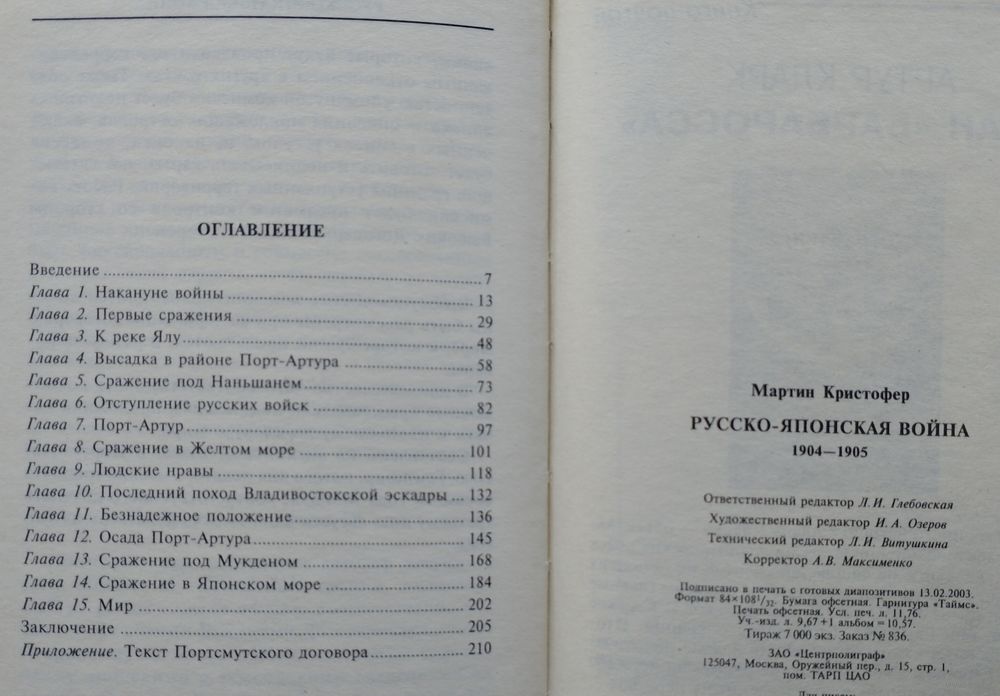 ОГЛАВЛЕНИЕ
Введение 7
Глава 1. Накануне войны 13
Глава 2. Первые сражения 29
Глава 3. К реке Ялу 48
Глава 4. Высадка в районе Порт-Артура 58
Глава 5. Сражение под Наньшанем 73
Глава 6. Отступление русских войск 82
Глава 7. Порт-Артур 97
Глава 8. Сражение в Желтом море 101
Глава 9. Людские нравы 118
Глава 10. Последний поход Владивостокской эскадры 132
Глава 11. Безнадежное положение 136
Глава 12. Осада Порт-Артура 145
Глава 13. Сражение под Мукденом 168
Глава 14. Сражение в Японском море 184
Глава 15. Мир 202
Заключение 205
Приложение. Текст Портсмутского договора 210
Мартин Кристофер
РУССКО-ЯПОНСКАЯ ВОЙНА
1904—1905
Ответственный редактор Л. И. Глебовская
Художественный редактор И. А. Озеров
Технический редактор Л. И. Витушкина
Корректор А. В. Максименко
Подписано в печать с готовых диапозитивов 13.02.2003.
Формат 84×108¹/₃₂. Бумага офсетная. Гарнитура «Таймс».
Печать офсетная. Усл. печ. л. 11,76.
Уч.-изд. л. 9,67+1 альбом=10,57.
Тираж 7 000 экз. Заказ № 836.
ЗАО «Центрполиграф»
125047, Москва, Оружейный пер., д. 15, стр. 1,
пом. ТАРП ЦАО